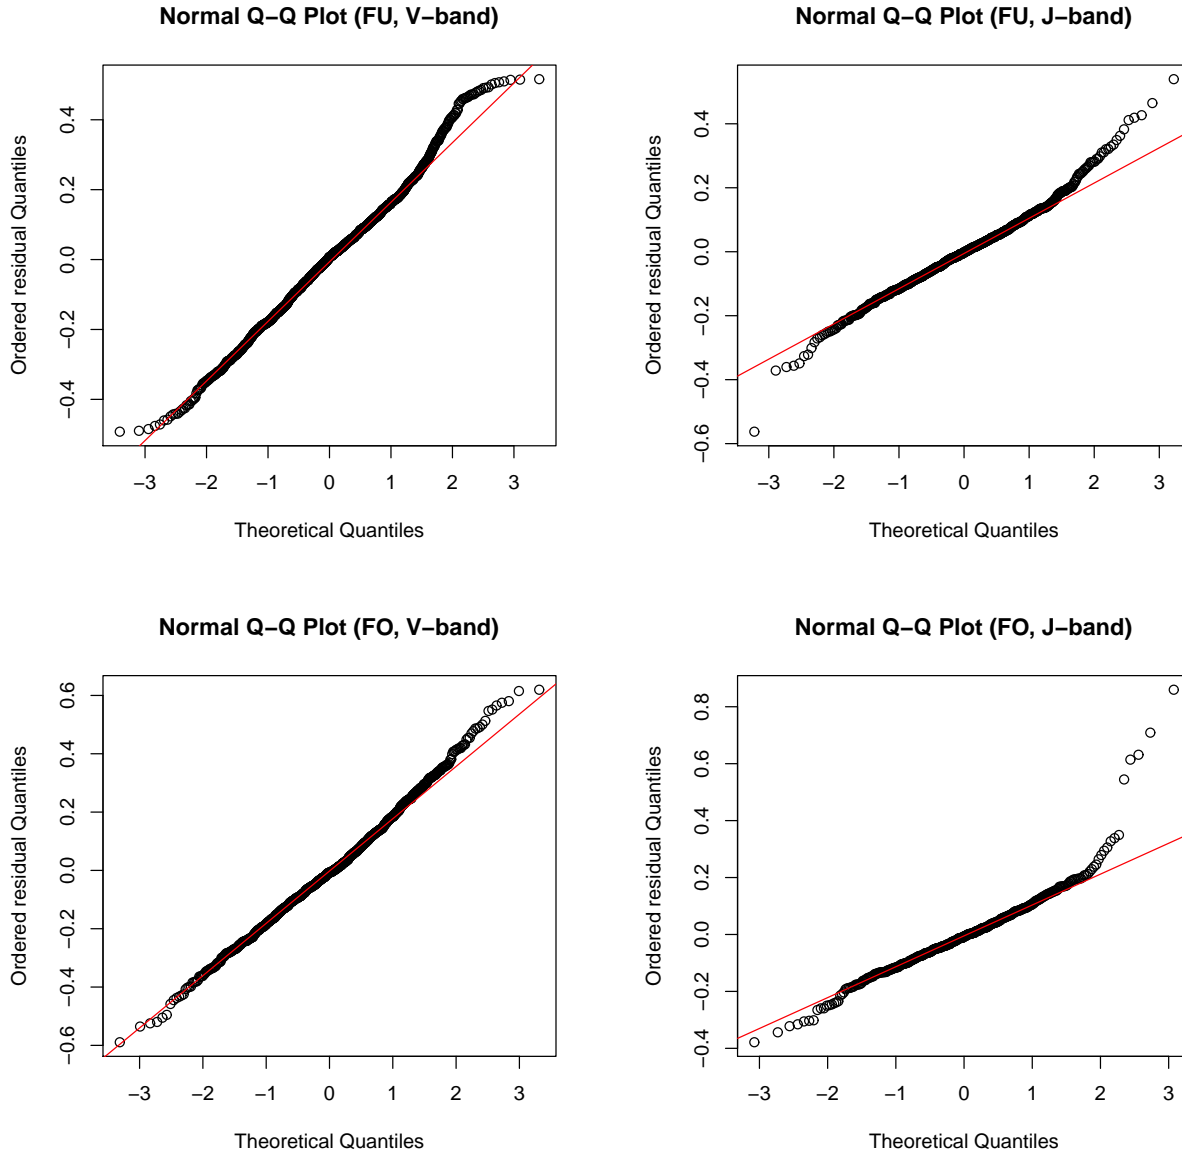 Normal Q−Q Plot (FU, V−band)
Ordered residual Quantiles
0.4
0.2
0.0
−0.2
−0.4
−3 −2 −1 0 1 2 3
Theoretical Quantiles
Normal Q−Q Plot (FU, J−band)
Ordered residual Quantiles
0.4
0.2
0.0
−0.2
−0.4
−0.6
−3 −2 −1 0 1 2 3
Theoretical Quantiles
Normal Q−Q Plot (FO, V−band)
Ordered residual Quantiles
0.6
0.4
0.2
0.0
−0.2
−0.4
−0.6
−3 −2 −1 0 1 2 3
Theoretical Quantiles
Normal Q−Q Plot (FO, J−band)
Ordered residual Quantiles
0.8
0.6
0.4
0.2
0.0
−0.2
−0.4
−3 −2 −1 0 1 2 3
Theoretical Quantiles